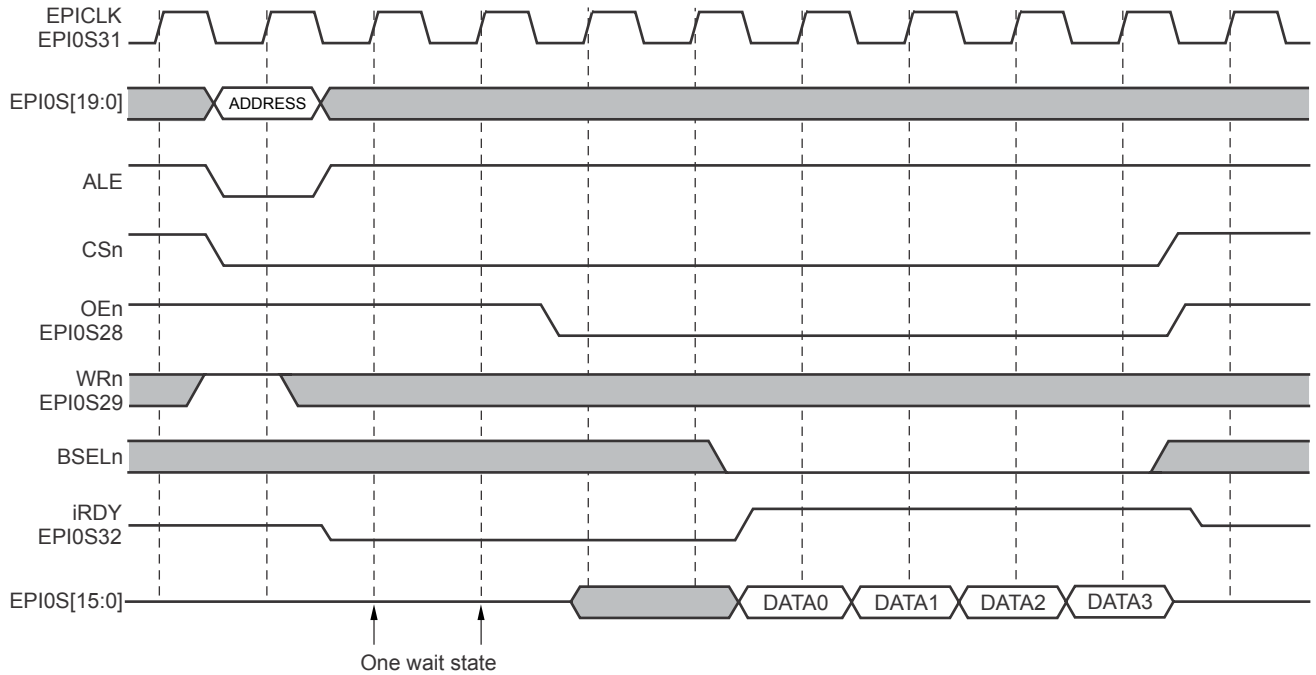 EPICLK
EPI0S31
EPI0S[19:0]
ADDRESS
ALE
CSn
OEn
EPI0S28
WRn
EPI0S29
BSELn
iRDY
EPI0S32
EPI0S[15:0]
DATA0 DATA1 DATA2 DATA3
One wait state